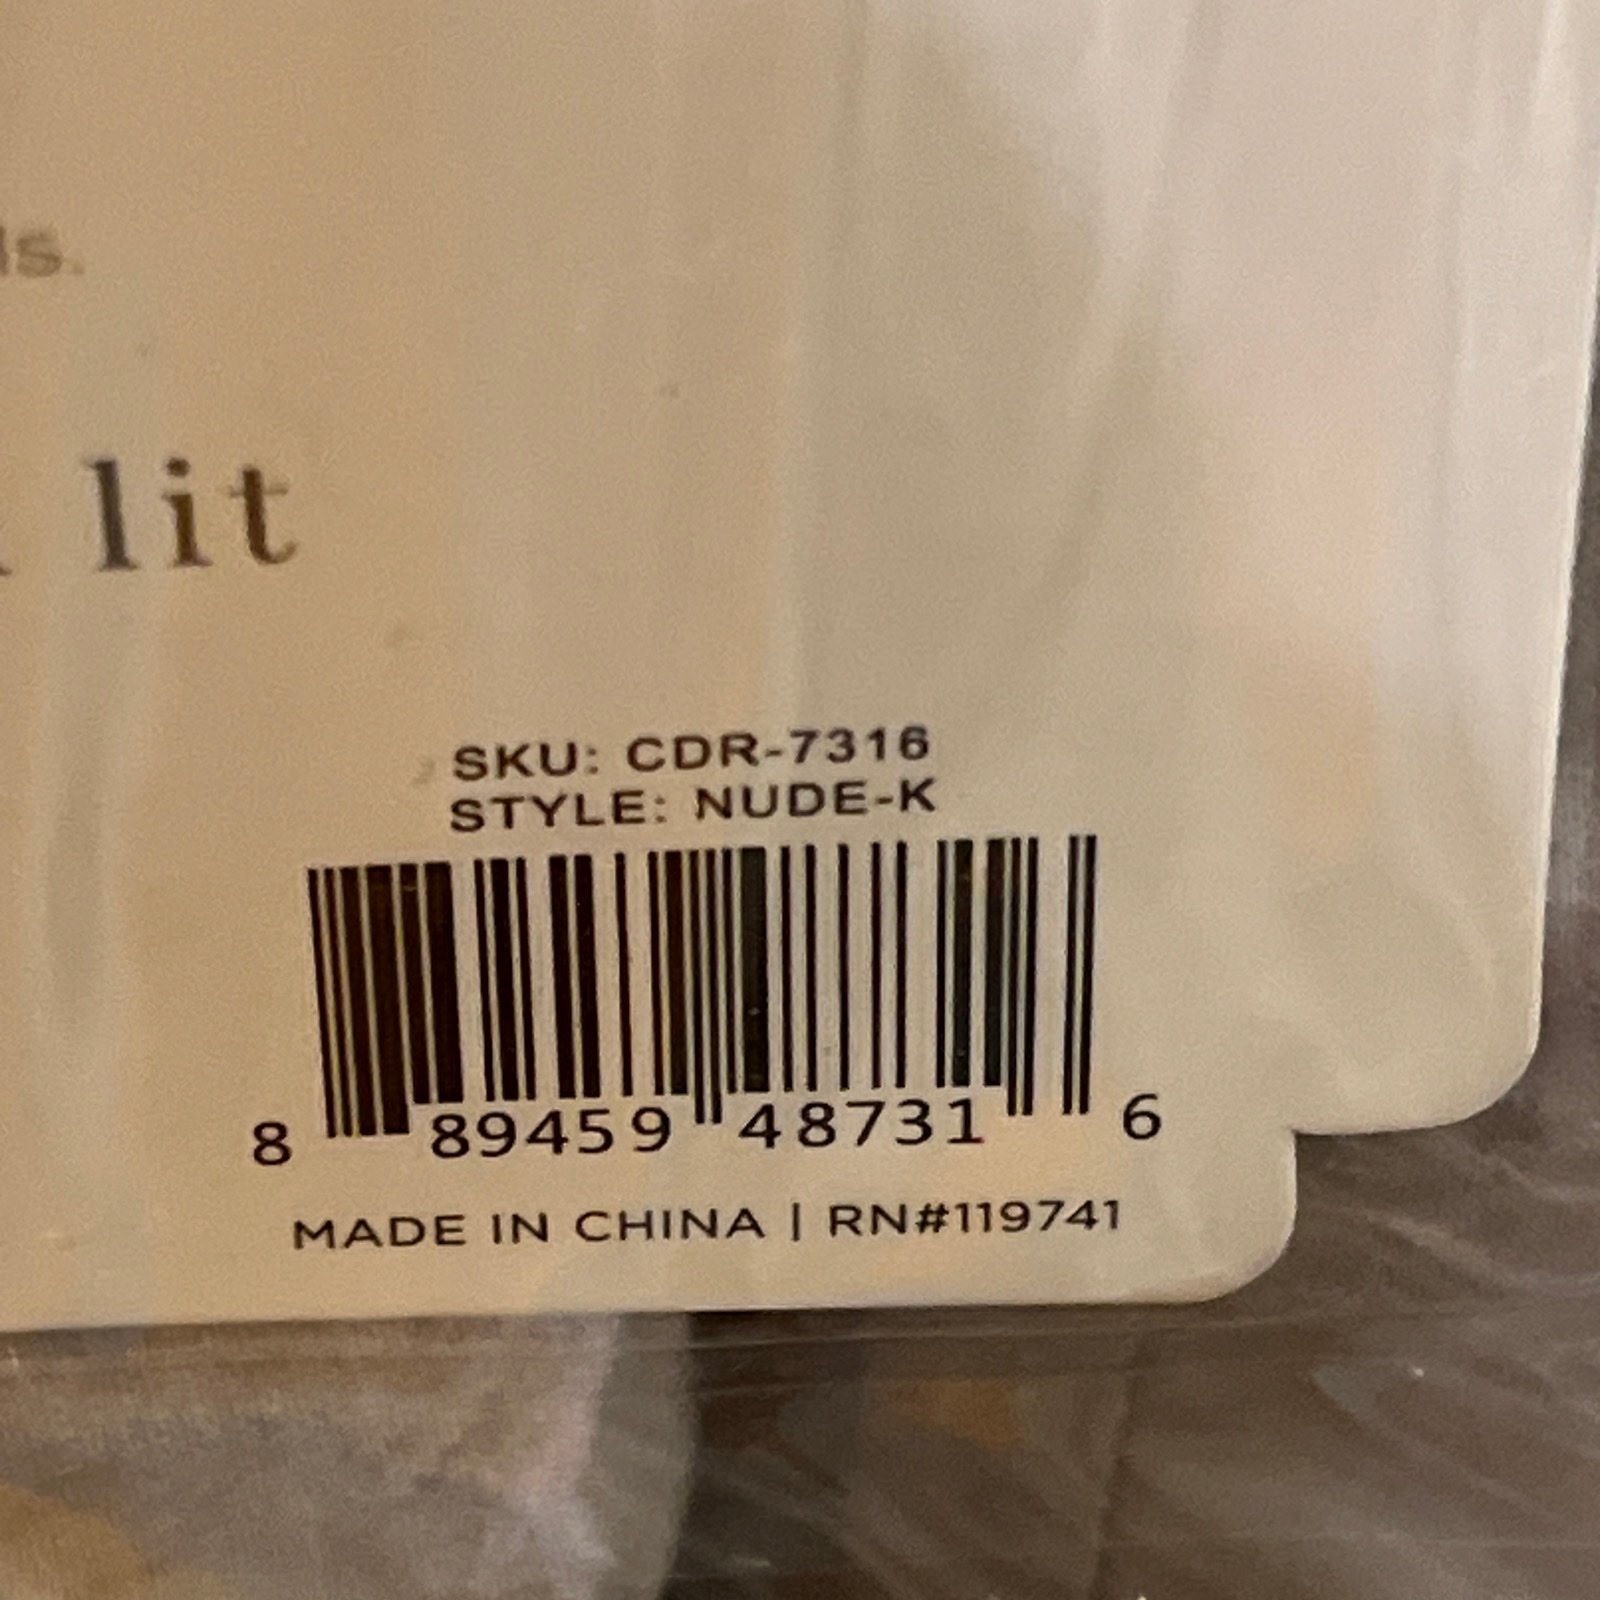 lit
SKU: CDR-7316
STYLE: NUDE-K
8 89459 48731 6
MADE IN CHINA | RN#119741